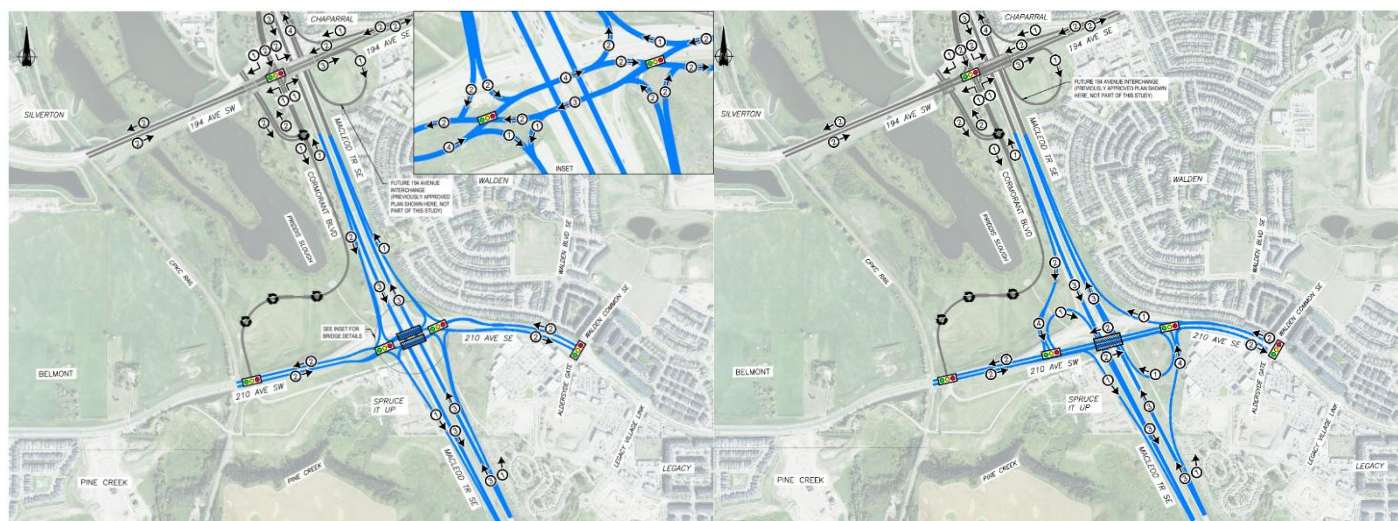 CHAPARRAL
194 AVE SE
SILVERTON
194 AVE SW
MACLEOD TR SE
CORMORANT BLVD
FUTURE 194 AVENUE
INTERCHANGE
(PREVIOUSLY APPROVED
PLAN SHOWN
HERE, NOT
PART OF THIS
STUDY)
INSET
WALDEN
PRIDDIS SLOUGH
CPKC RAIL
WALDEN BLVD SE
WALDEN COMMON SE
SEE INSET FOR
BRIDGE DETAILS
210 AVE SE
BELMONT
210 AVE SW
SPRUCE
IT UP
ALDERSYDE GATE
LEGACY VILLAGE LINK
LEGACY
MACLEOD TR SE
PINE CREEK
PINE CREEK
CHAPARRAL
194 AVE SE
SILVERTON
194 AVE SW
MACLEOD TR SE
CORMORANT BLVD
FUTURE 194 AVENUE INTERCHANGE
(PREVIOUSLY APPROVED PLAN SHOWN
HERE, NOT PART OF THIS STUDY)
WALDEN
PRIDDIS SLOUGH
CPKC RAIL
WALDEN BLVD SE
WALDEN COMMON SE
210 AVE SE
BELMONT
210 AVE SW
SPRUCE
IT UP
ALDERSYDE GATE
LEGACY VILLAGE LINK
LEGACY
MACLEOD TR SE
PINE CREEK
PINE CREEK